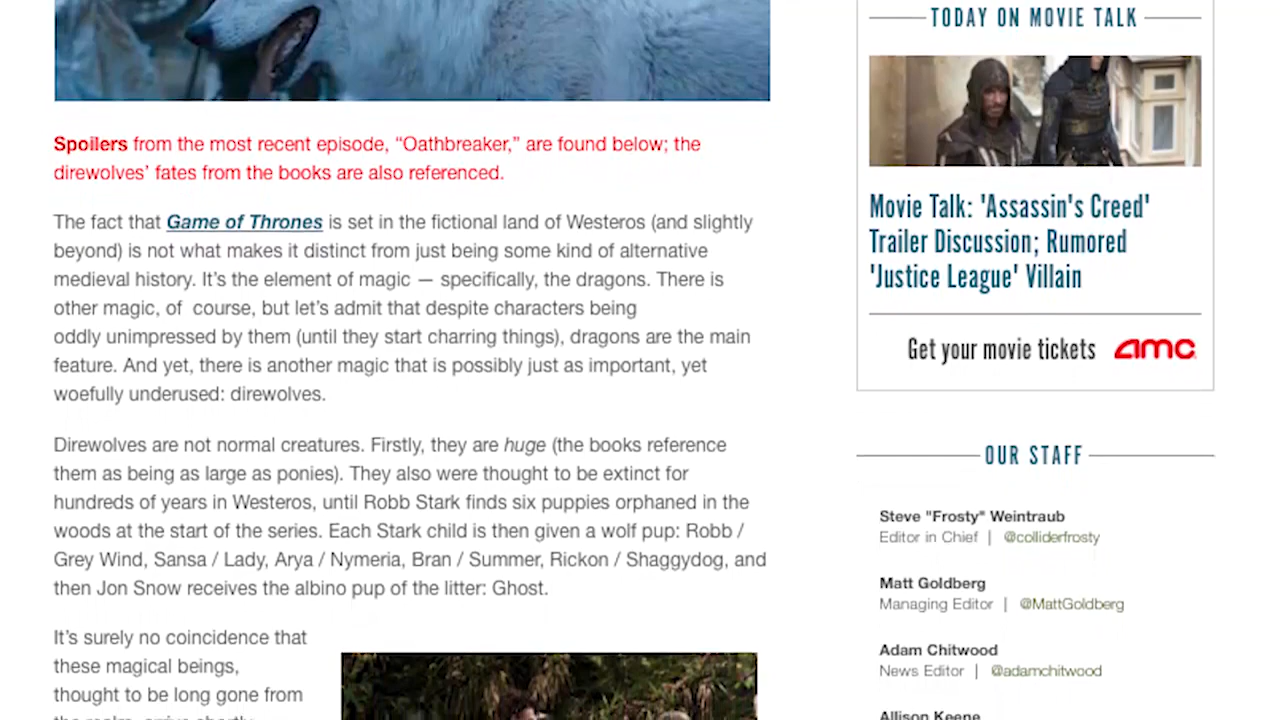 Spoilers from the most recent episode, “Oathbreaker,” are found below; the
direwolves’ fates from the books are also referenced.
The fact that Game of Thrones is set in the fictional land of Westeros (and slightly
beyond) is not what makes it distinct from just being some kind of alternative
medieval history. It’s the element of magic — specifically, the dragons. There is
other magic, of  course, but let’s admit that despite characters being
oddly unimpressed by them (until they start charring things), dragons are the main
feature. And yet, there is another magic that is possibly just as important, yet
woefully underused: direwolves.
Direwolves are not normal creatures. Firstly, they are huge (the books reference
them as being as large as ponies). They also were thought to be extinct for
hundreds of years in Westeros, until Robb Stark finds six puppies orphaned in the
woods at the start of the series. Each Stark child is then given a wolf pup: Robb /
Grey Wind, Sansa / Lady, Arya / Nymeria, Bran / Summer, Rickon / Shaggydog, and
then Jon Snow receives the albino pup of the litter: Ghost.
It’s surely no coincidence that
these magical beings,
thought to be long gone from
the realm, arrive shortly
TODAY ON MOVIE TALK
Movie Talk: 'Assassin's Creed'
Trailer Discussion; Rumored
'Justice League' Villain
Get your movie tickets amc
OUR STAFF
Steve "Frosty" Weintraub
Editor in Chief | @colliderfrosty
Matt Goldberg
Managing Editor | @MattGoldberg
Adam Chitwood
News Editor | @adamchitwood
Allison Keene